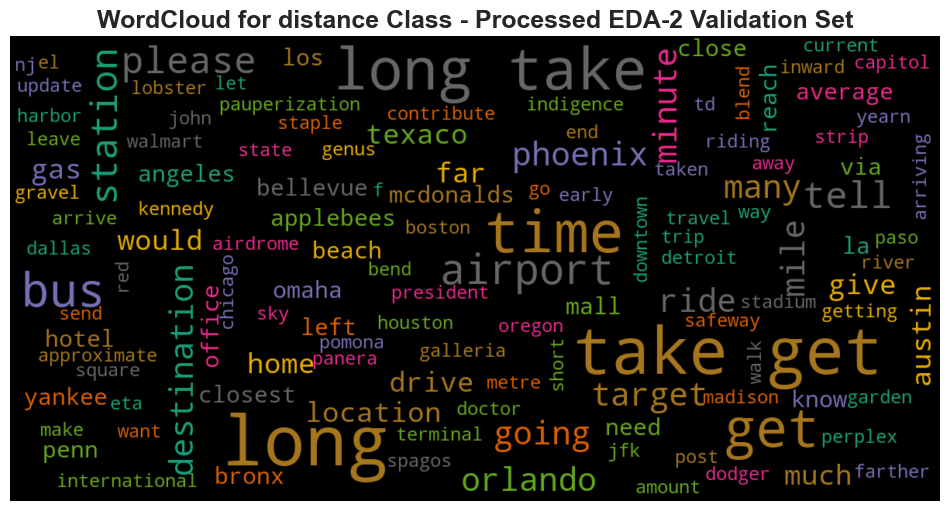 WordCloud for distance Class - Processed EDA-2 Validation Set
nj
el
update
harbor
leave
gas
gravel
arrive
dallas
station
please
lobster
let
john
walmart
pauperization
staple
state
genus
los
contribute
long take
indigence
end
texaco
phoenix
minute
close
td
blend
reach
current
inward
capitol
average
yearn
strip
riding
taken
away
via
arriving
angeles
bellevue
f
far
mcdonalds
go
early
many
tell
kennedy
applebees
boston
time
downtown
travel
way
trip
detroit
mile
la
paso
river
would
airdrome
beach
bend
airport
bus
red
destination
office
chicago
omaha
president
mall
ride
stadium
give
getting
austin
send
sky
left
pomona
houston
oregon
safeway
hotel
approximate
square
home
panera
galleria
short
take get
walk
yankee
eta
closest
drive
metre
target
madison
know
garden
make
want
penn
long
location
doctor
terminal
going
need
get
perplex
jfk
international
bronx
spagos
orlando
post
amount
dodger
much
farther